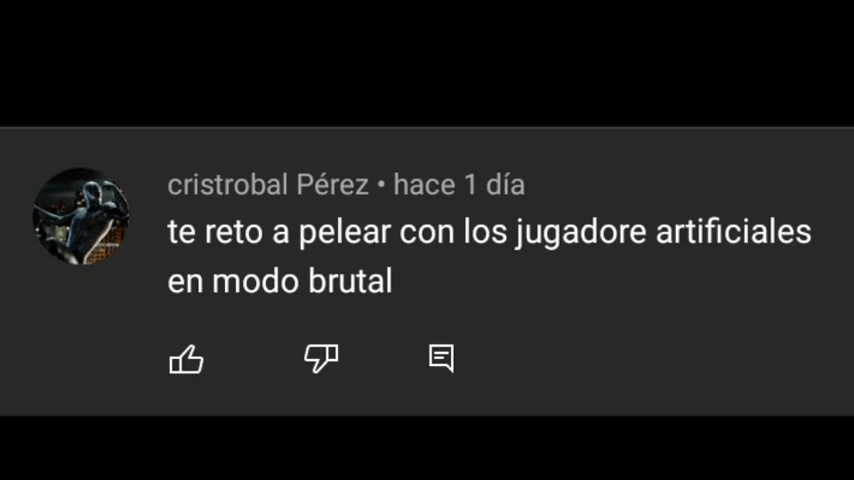 cristrobal Pérez • hace 1 día
te reto a pelear con los jugadore artificiales
en modo brutal